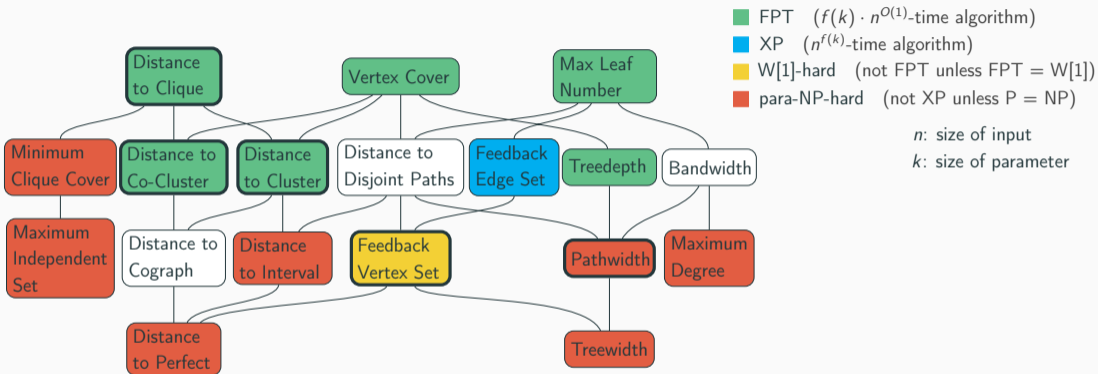 FPT (f(k) · n^{O(1)}-time algorithm)
XP (n^{f(k)}-time algorithm)
W[1]-hard (not FPT unless FPT = W[1])
para-NP-hard (not XP unless P = NP)
n: size of input
k: size of parameter
Distance
to Clique
Vertex Cover
Max Leaf
Number
Minimum
Clique Cover
Distance to
Co-Cluster
Distance
to Cluster
Distance to
Disjoint Paths
Feedback
Edge Set
Treedepth
Bandwidth
Maximum
Independent
Set
Distance to
Cograph
Distance
to Interval
Feedback
Vertex Set
Pathwidth
Maximum
Degree
Distance
to Perfect
Treewidth